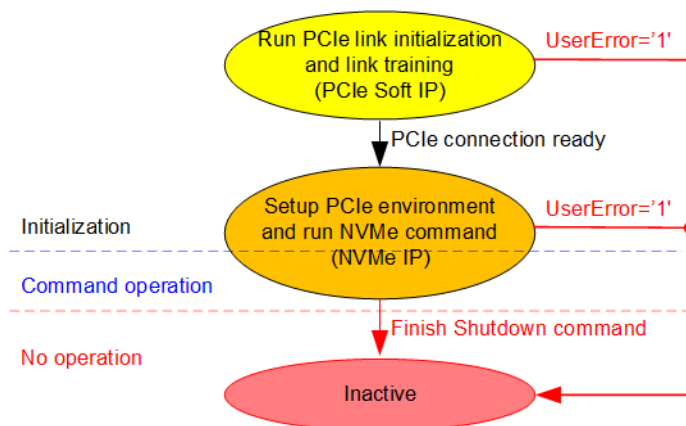 Run PCIe link initialization
and link training
(PCIe Soft IP)
UserError='1'
PCIe connection ready
Setup PCIe environment
and run NVMe command
(NVMe IP)
UserError='1'
Initialization
Command operation
Finish Shutdown command
No operation
Inactive